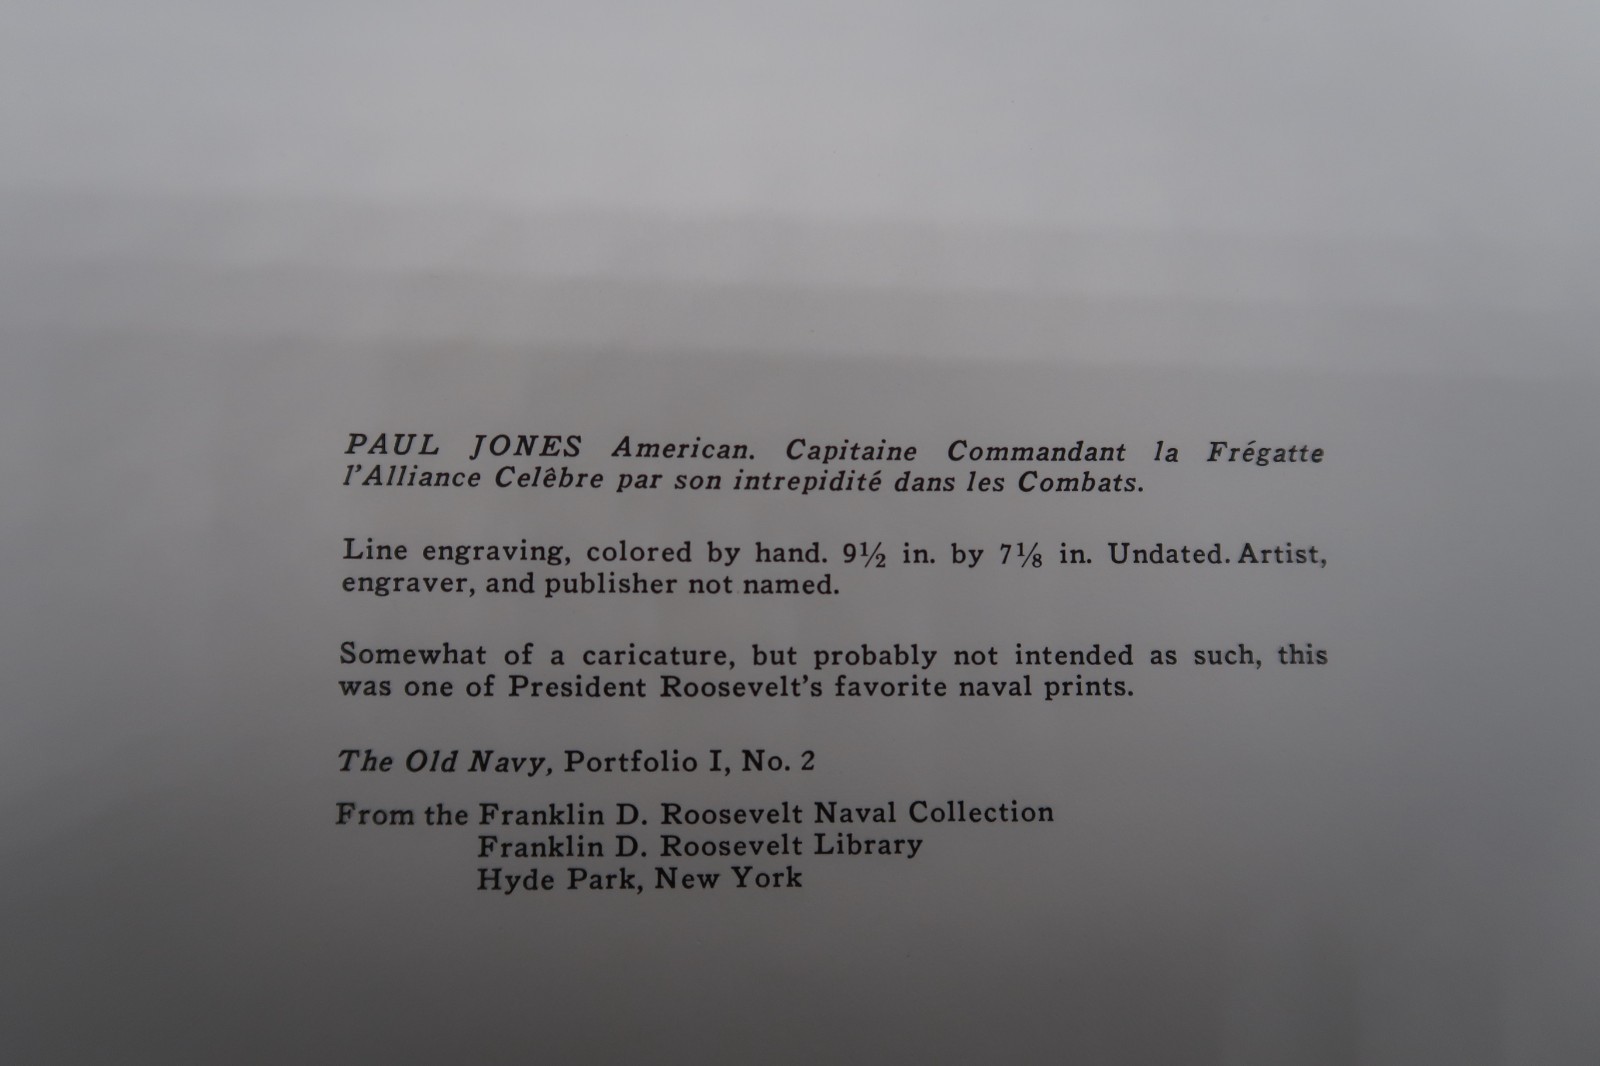 PAUL JONES American. Capitaine Commandant la Frégatte
l'Alliance Celêbre par son intrepidité dans les Combats.
Line engraving, colored by hand. 9½ in. by 7⅛ in. Undated. Artist,
engraver, and publisher not named.
Somewhat of a caricature, but probably not intended as such, this
was one of President Roosevelt's favorite naval prints.
The Old Navy, Portfolio I, No. 2
From the Franklin D. Roosevelt Naval Collection
Franklin D. Roosevelt Library
Hyde Park, New York